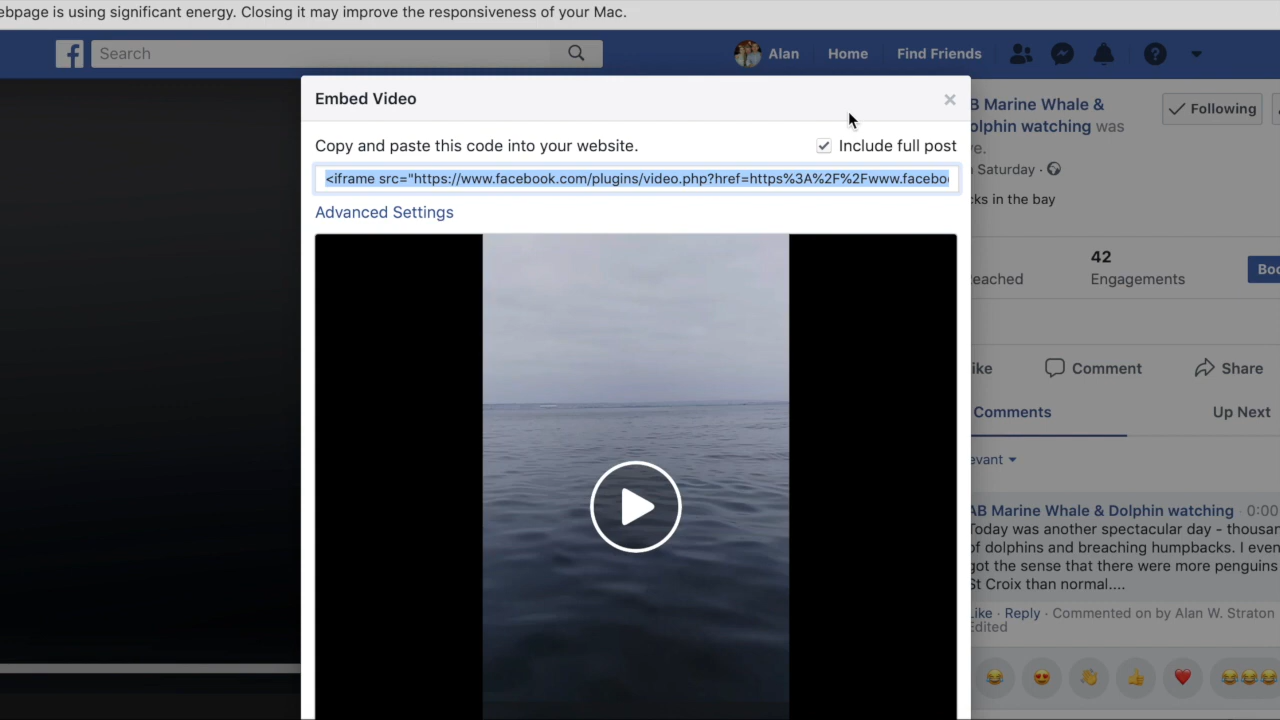 ebpage is using significant energy. Closing it may improve the responsiveness of your Mac.
Search
Alan Home Find Friends
Embed Video
Copy and paste this code into your website.
Include full post
<iframe src="https://www.facebook.com/plugins/video.php?href=https%3A%2F%2Fwww.facebo
Advanced Settings
B Marine Whale &
olphin watching was
Following
Saturday ·
ks in the bay
42
eached
Engagements
Boo
ike
Comment
Share
Comments
Up Next
evant
AB Marine Whale & Dolphin watching · 0:00
Today was another spectacular day - thousan
of dolphins and breaching humpbacks. I even
got the sense that there were more penguins
St Croix than normal....
Like · Reply · Commented on by Alan W. Straton
Edited